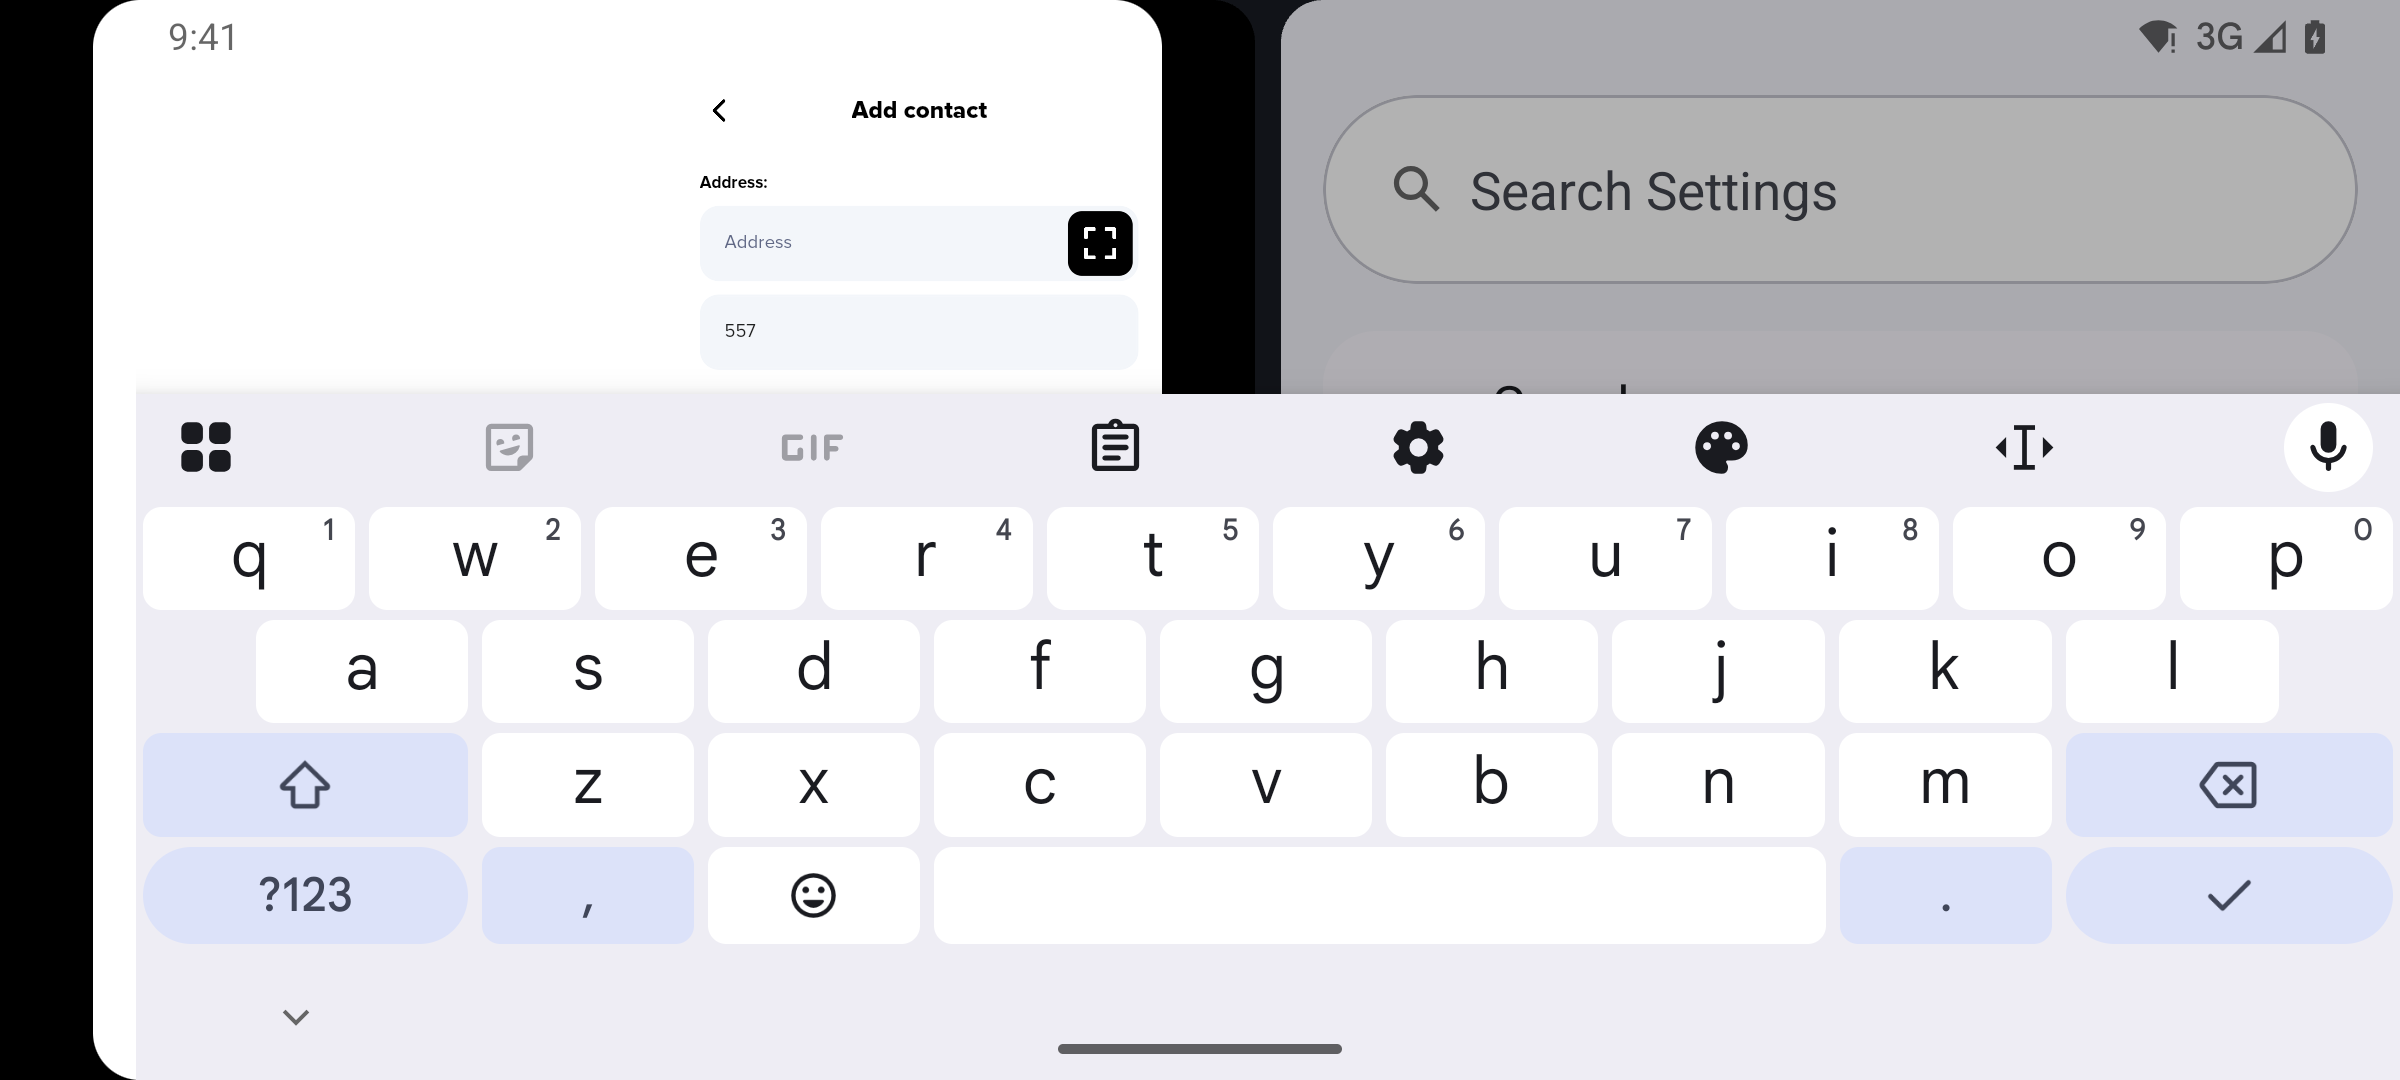 9:41
3G
Add contact
Address:
Address
557
Search Settings
GIF
q 1 w 2 e 3 r 4 t 5 y 6 u 7 i 8 o 9 p 0
a s d f g h j k l
z x c v b n m
?123 , .